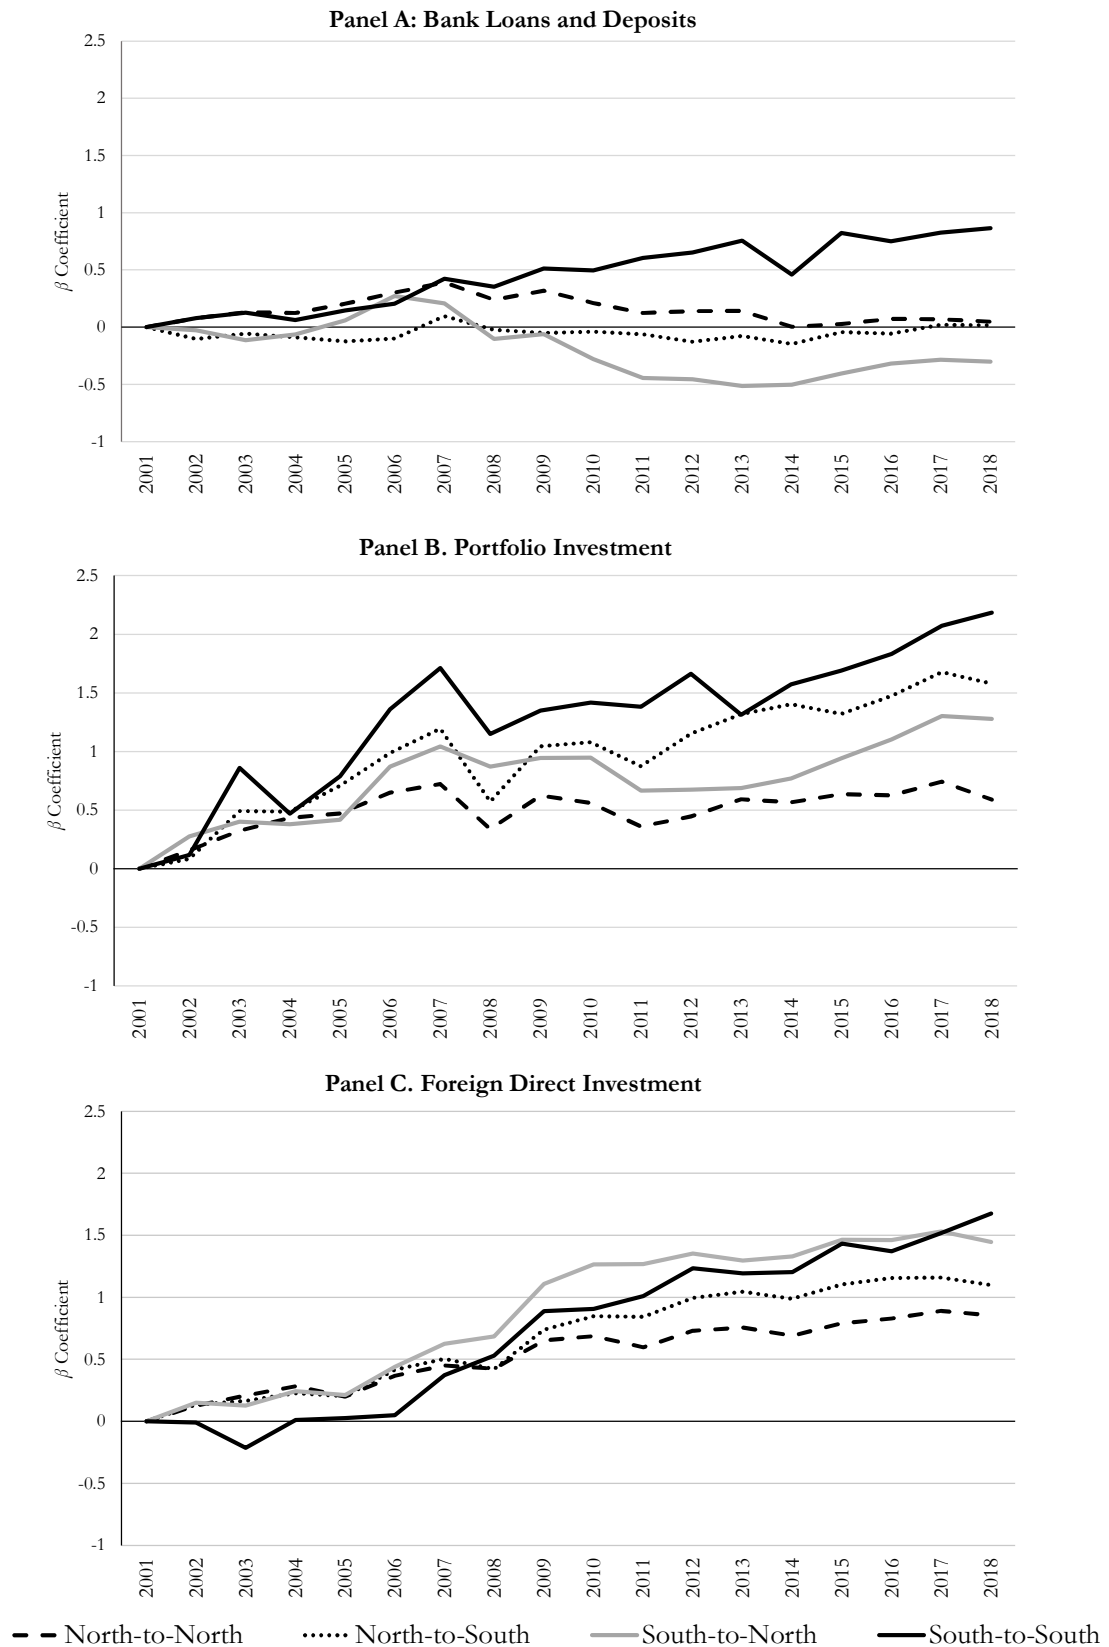 Panel A: Bank Loans and Deposits
2.5
2
1.5
1
0.5
0
-0.5
-1
β Coefficient
2001 2002 2003 2004 2005 2006 2007 2008 2009 2010 2011 2012 2013 2014 2015 2016 2017 2018
Panel B. Portfolio Investment
2.5
2
1.5
1
0.5
0
-0.5
-1
β Coefficient
2001 2002 2003 2004 2005 2006 2007 2008 2009 2010 2011 2012 2013 2014 2015 2016 2017 2018
Panel C. Foreign Direct Investment
2.5
2
1.5
1
0.5
0
-0.5
-1
β Coefficient
2001 2002 2003 2004 2005 2006 2007 2008 2009 2010 2011 2012 2013 2014 2015 2016 2017 2018
North-to-North North-to-South South-to-North South-to-South